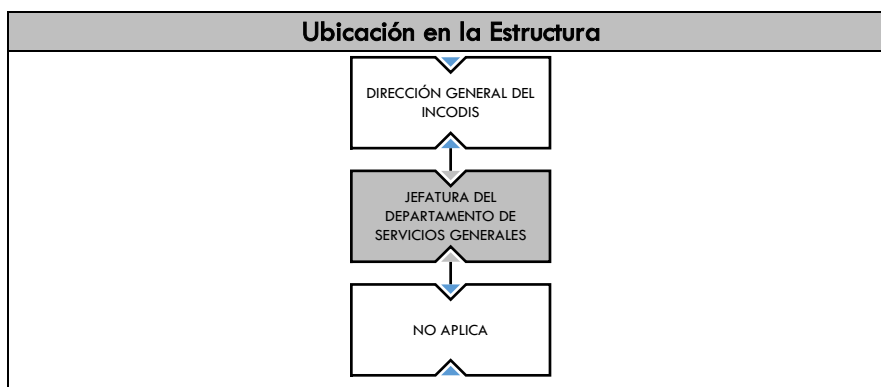 Ubicación en la Estructura
DIRECCIÓN GENERAL DEL
INCODIS
JEFATURA DEL
DEPARTAMENTO DE
SERVICIOS GENERALES
NO APLICA